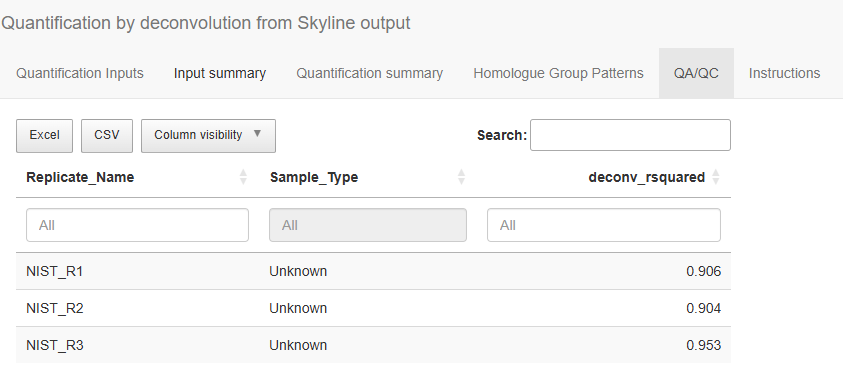 Quantification by deconvolution from Skyline output
Quantification Inputs Input summary Quantification summary Homologue Group Patterns QA/QC Instructions
Excel CSV Column visibility Search:
Replicate_Name Sample_Type deconv_rsquared
All All All
NIST_R1 Unknown 0.906
NIST_R2 Unknown 0.904
NIST_R3 Unknown 0.953